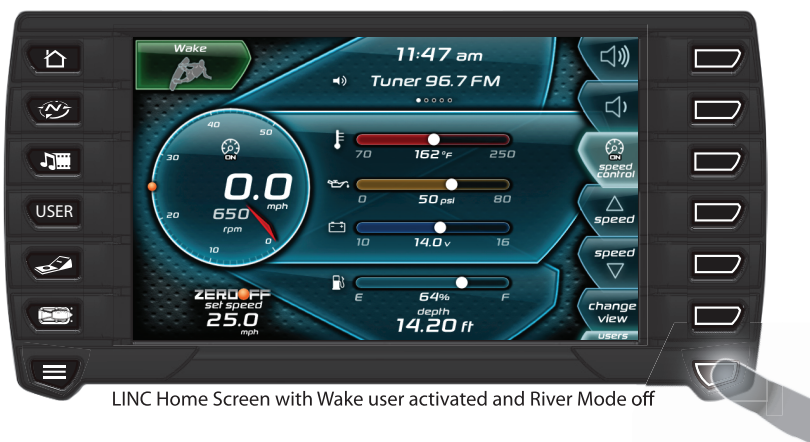 Wake
11:47 am
Tuner 96.7 FM
40
50
30
ON
0.0
mph
20
650
rpm
0
10
70 162 °F 250
0 50 psi 80
10 14.0 v 16
E 64% F
depth
14.20 ft
ZEROOFF
set speed
25.0
mph
ON
speed
control
speed
speed
change
view
users
N
USER
LINC Home Screen with Wake user activated and River Mode off